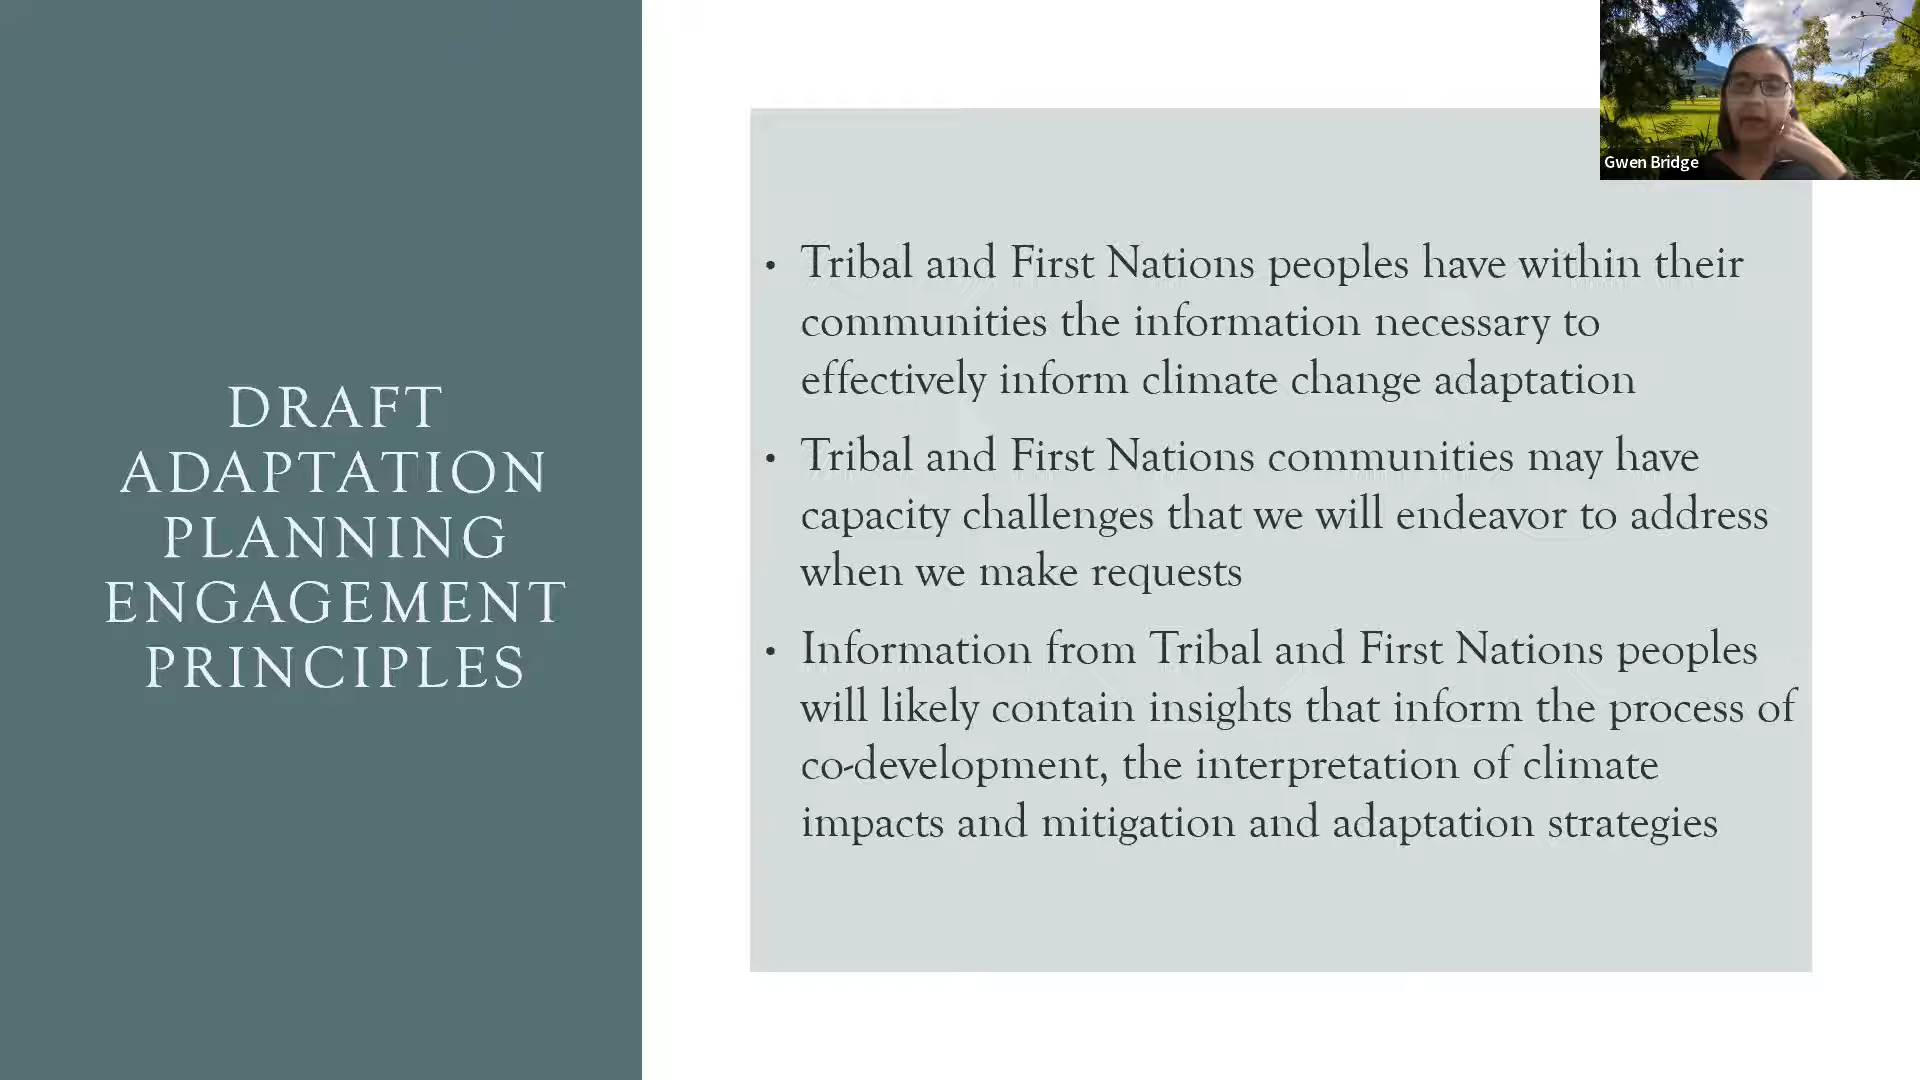 DRAFT
ADAPTATION
PLANNING
ENGAGEMENT
PRINCIPLES
• Tribal and First Nations peoples have within their
communities the information necessary to
effectively inform climate change adaptation
• Tribal and First Nations communities may have
capacity challenges that we will endeavor to address
when we make requests
• Information from Tribal and First Nations peoples
will likely contain insights that inform the process of
co-development, the interpretation of climate
impacts and mitigation and adaptation strategies
Gwen Bridge